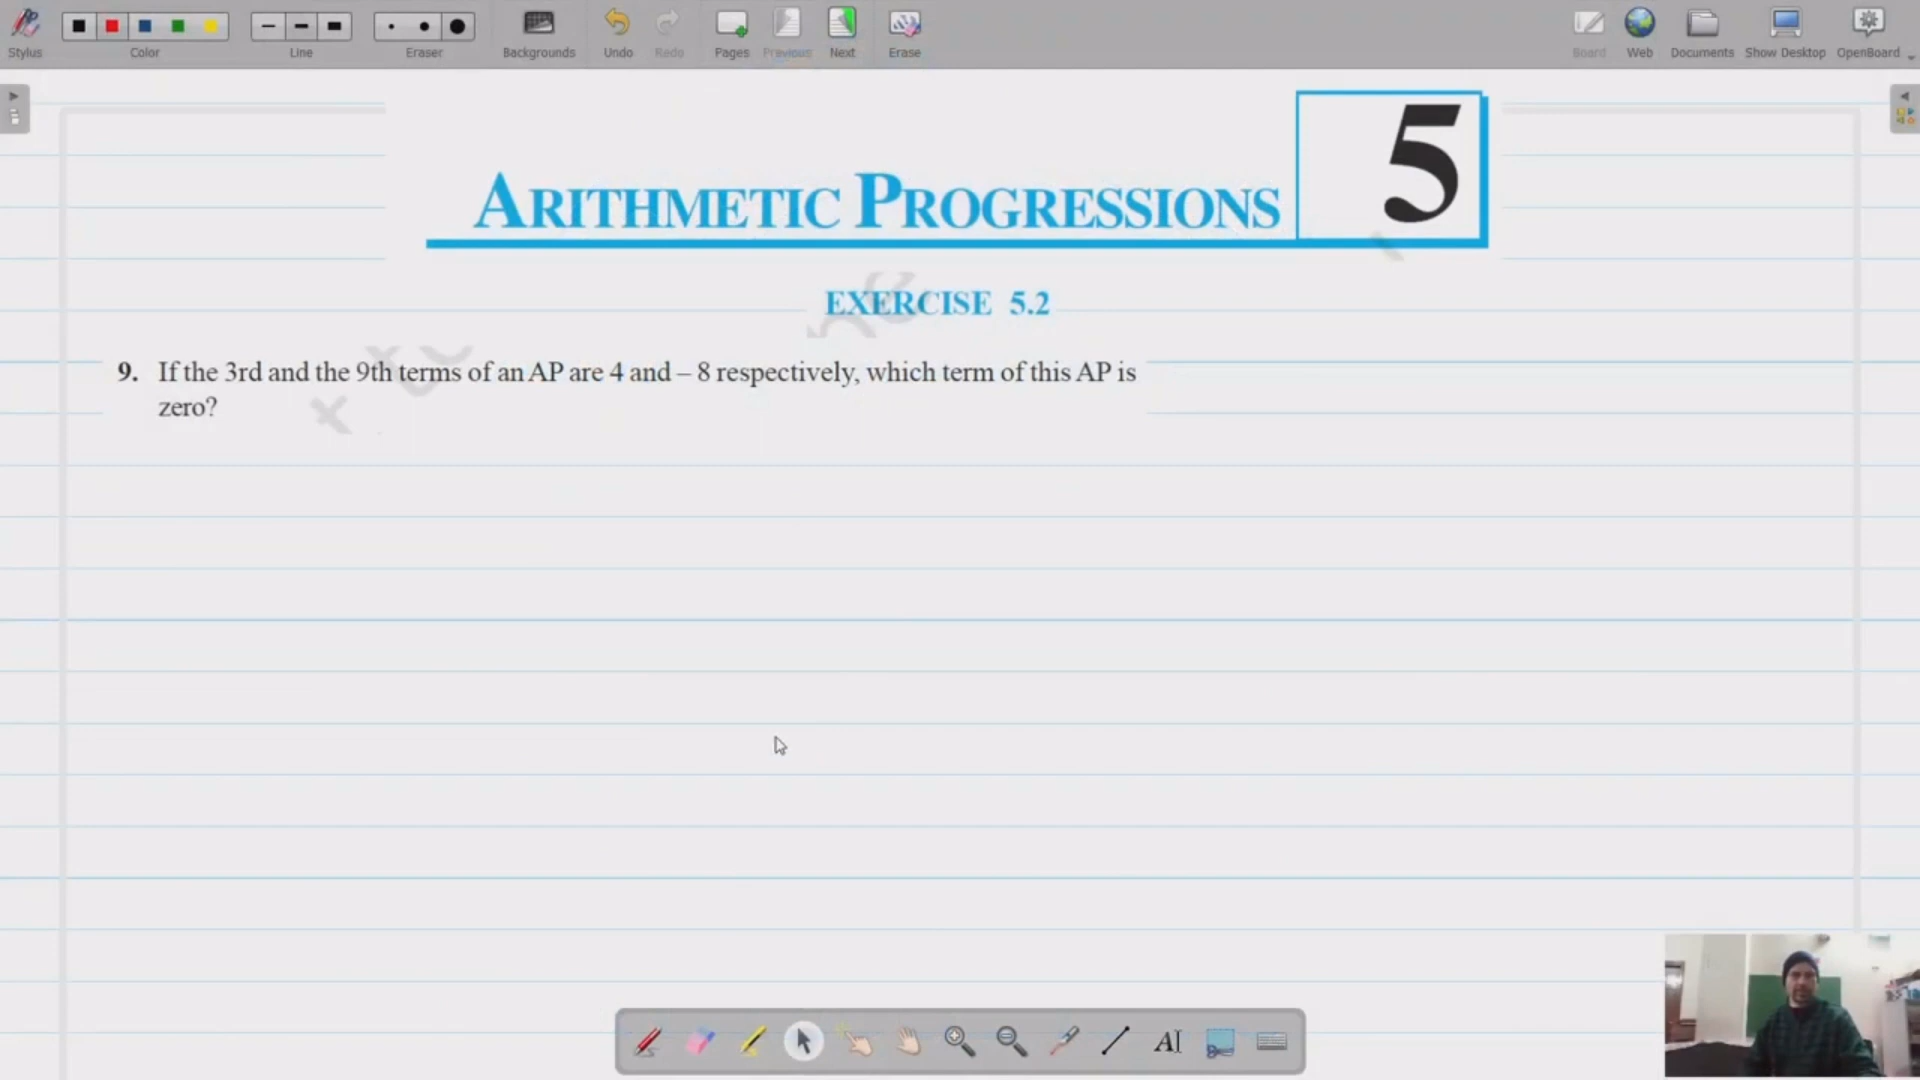 Stylus
Color
Line
Eraser
Backgrounds
Undo
Redo
Pages
Previous
Next
Erase
Board
Web
Documents
Show Desktop
OpenBoard
ARITHMETIC PROGRESSIONS 5
EXERCISE 5.2
9. If the 3rd and the 9th terms of an AP are 4 and – 8 respectively, which term of this AP is
zero?
AI